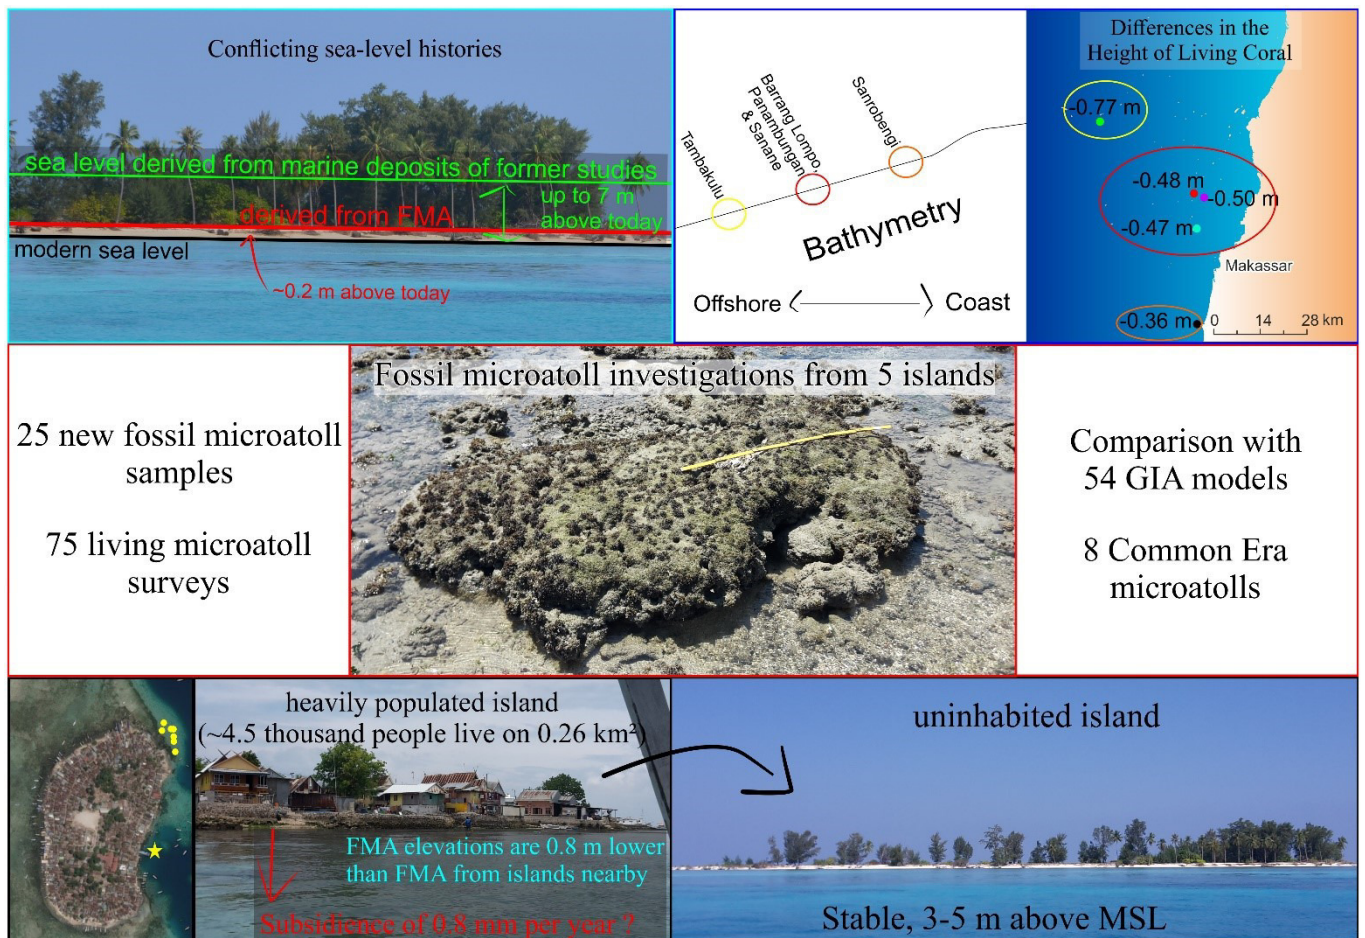 Conflicting sea-level histories
sea level derived from marine deposits of former studies
up to 7 m
above today
derived from FMA
modern sea level
~0.2 m above today
Tambakulu
Barrang Lompo,
Panambungan
& Sanane
Sanrobengi
Bathymetry
Offshore
Coast
Differences in the
Height of Living Coral
-0.77 m
-0.48 m
-0.50 m
-0.47 m
Makassar
-0.36 m
0 14 28 km
25 new fossil microatoll
samples
75 living microatoll
surveys
Fossil microatoll investigations from 5 islands
Comparison with
54 GIA models
8 Common Era
microatolls
heavily populated island
(~4.5 thousand people live on 0.26 km²)
FMA elevations are 0.8 m lower
than FMA from islands nearby
Subsidience of 0.8 mm per year ?
uninhabited island
Stable, 3-5 m above MSL